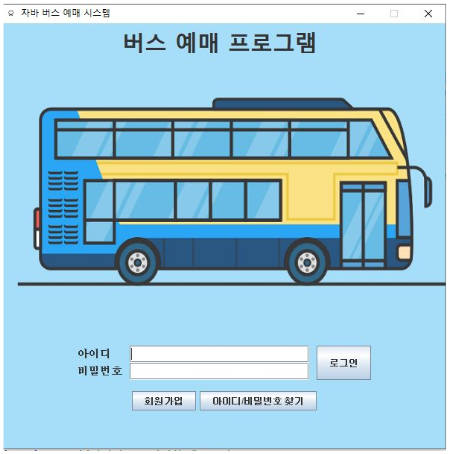 자바 버스 예매 시스템
버스 예매 프로그램
아이디
비밀번호
로그인
회원가입 아이디/비밀번호 찾기